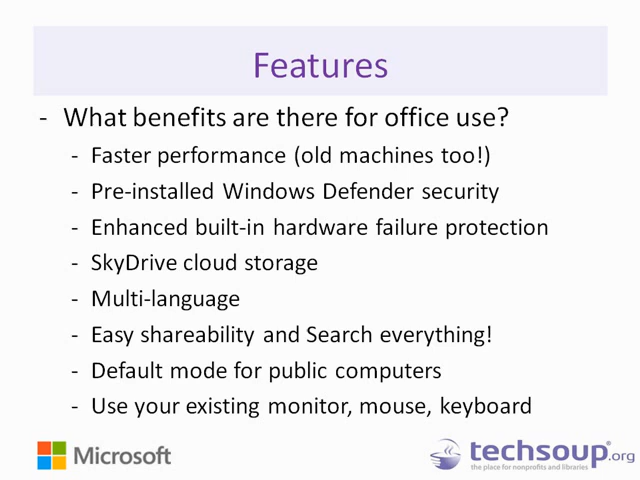 Features
- What benefits are there for office use?
- Faster performance (old machines too!)
- Pre-installed Windows Defender security
- Enhanced built-in hardware failure protection
- SkyDrive cloud storage
- Multi-language
- Easy shareability and Search everything!
- Default mode for public computers
- Use your existing monitor, mouse, keyboard
Microsoft
techsoup®.org
the place for nonprofits and libraries